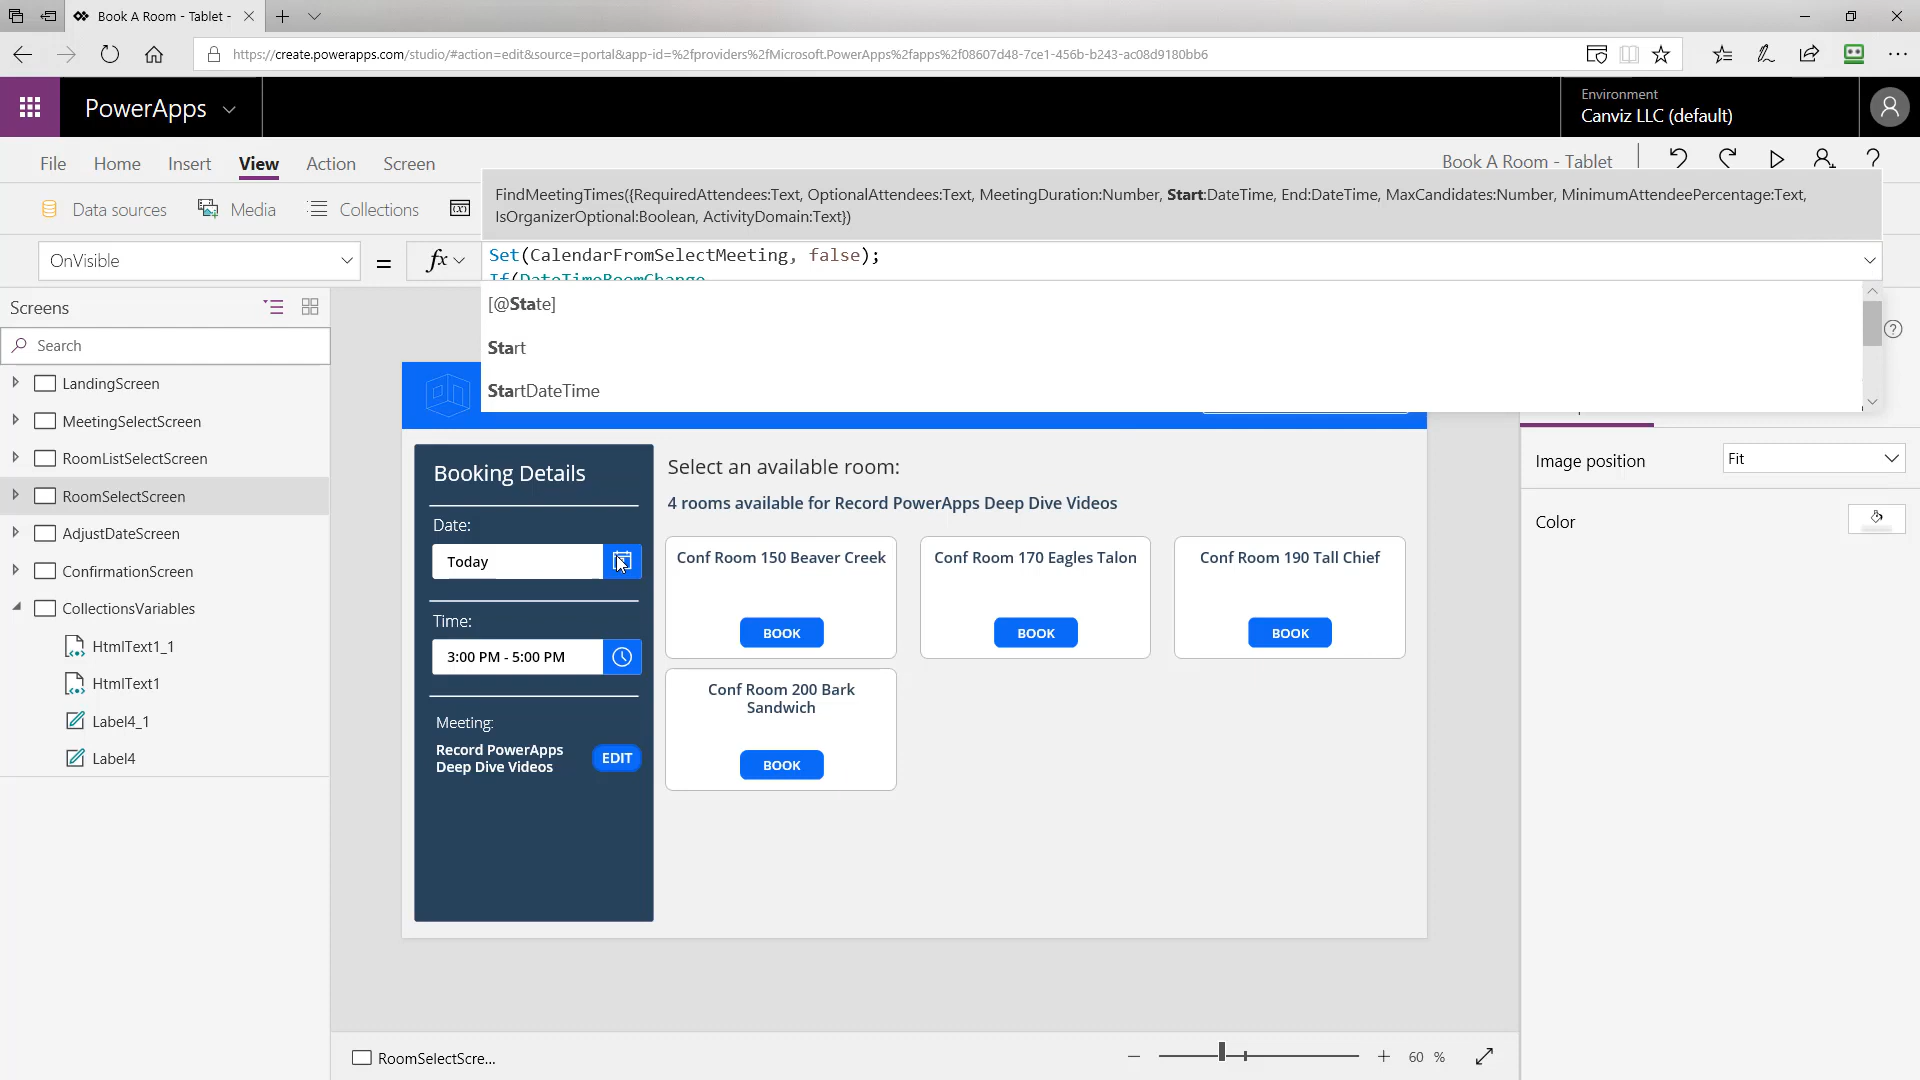 Book A Room - Tablet -
https://create.powerapps.com/studio/#action=edit&source=portal&app-id=%2fproviders%2fMicrosoft.PowerApps%2fapps%2f08607d48-7ce1-456b-b243-ac08d9180bb6
PowerApps
Environment
Canviz LLC (default)
File Home Insert View Action Screen
Book A Room - Tablet
Data sources Media Collections
FindMeetingTimes({RequiredAttendees:Text, OptionalAttendees:Text, MeetingDuration:Number, Start:DateTime, End:DateTime, MaxCandidates:Number, MinimumAttendeePercentage:Text,
IsOrganizerOptional:Boolean, ActivityDomain:Text})
OnVisible
= fx
Set(CalendarFromSelectMeeting, false);
If(DateTimeRoomChange
[@State]
Start
StartDateTime
Screens
Search
LandingScreen
MeetingSelectScreen
RoomListSelectScreen
RoomSelectScreen
AdjustDateScreen
ConfirmationScreen
CollectionsVariables
HtmlText1_1
HtmlText1
Label4_1
Label4
Booking Details
Date:
Today
Time:
3:00 PM - 5:00 PM
Meeting:
Record PowerApps
Deep Dive Videos
EDIT
Select an available room:
4 rooms available for Record PowerApps Deep Dive Videos
Conf Room 150 Beaver Creek
BOOK
Conf Room 170 Eagles Talon
BOOK
Conf Room 190 Tall Chief
BOOK
Conf Room 200 Bark
Sandwich
BOOK
Image position
Fit
Color
RoomSelectScre...
60 %